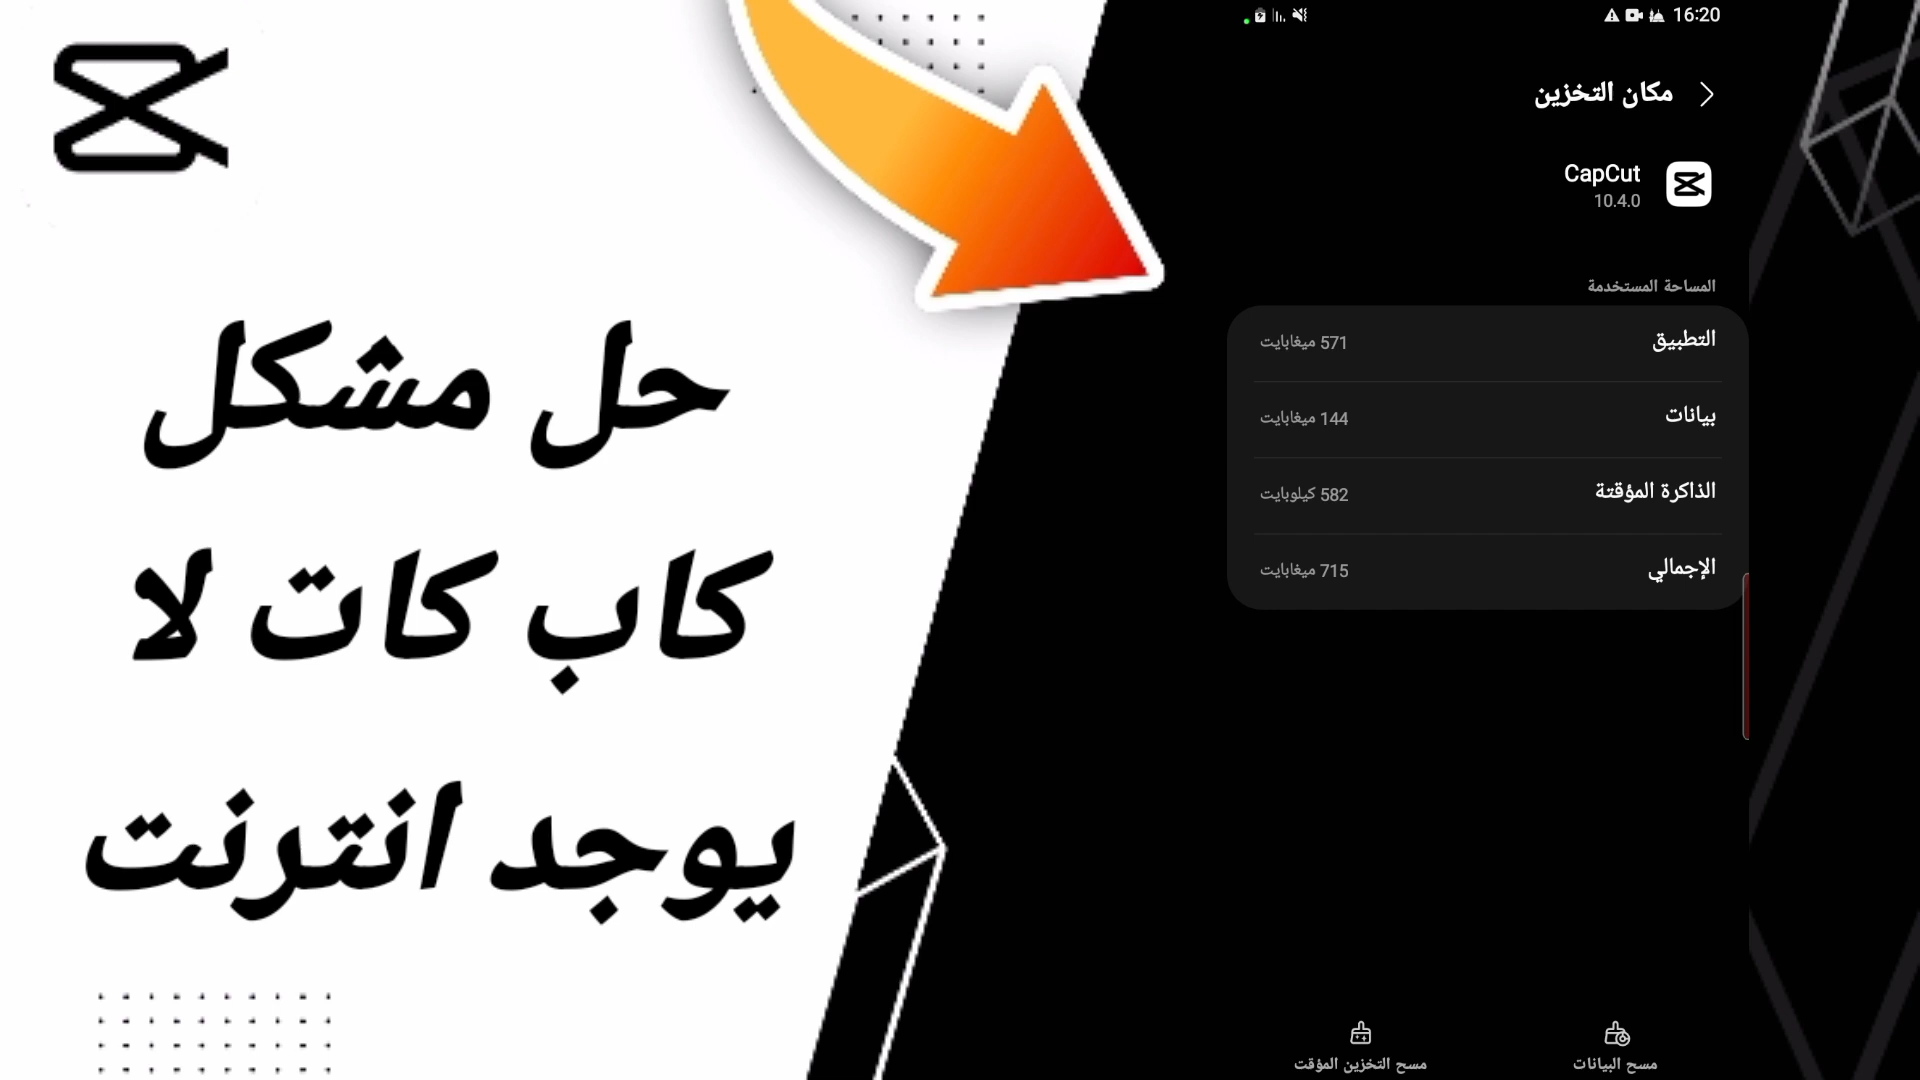 حل مشكل
كاب كات لا
يوجد انترنت
16:20
مكان التخزين
CapCut
10.4.0
المساحة المستخدمة
التطبيق 571 ميغابايت
بيانات 144 ميغابايت
الذاكرة المؤقتة 582 كيلوبايت
الإجمالي 715 ميغابايت
مسح البيانات
مسح التخزين المؤقت